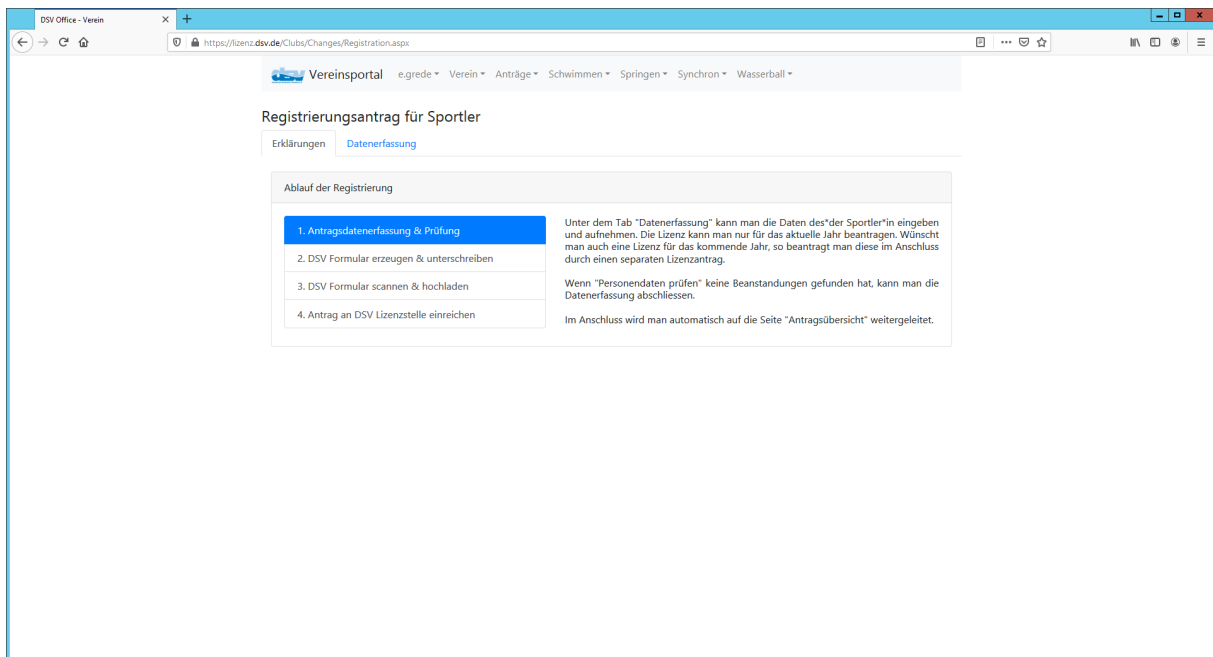 DSV Office - Verein
https://lizenz.dsv.de/Clubs/Changes/Registration.aspx
dsv Vereinsportal e.grede Verein Anträge Schwimmen Springen Synchron Wasserball
Registrierungsantrag für Sportler
Erklärungen Datenerfassung
Ablauf der Registrierung
1. Antragsdatenerfassung & Prüfung
2. DSV Formular erzeugen & unterschreiben
3. DSV Formular scannen & hochladen
4. Antrag an DSV Lizenzstelle einreichen
Unter dem Tab "Datenerfassung" kann man die Daten des*der Sportler*in eingeben
und aufnehmen. Die Lizenz kann man nur für das aktuelle Jahr beantragen. Wünscht
man auch eine Lizenz für das kommende Jahr, so beantragt man diese im Anschluss
durch einen separaten Lizenzantrag.
Wenn "Personendaten prüfen" keine Beanstandungen gefunden hat, kann man die
Datenerfassung abschliessen.
Im Anschluss wird man automatisch auf die Seite "Antragsübersicht" weitergeleitet.